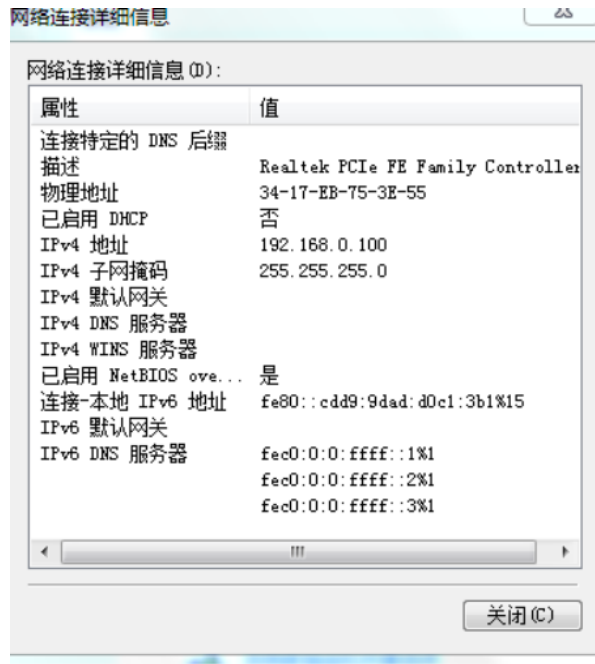 网络连接详细信息
网络连接详细信息(D):
属性 值
连接特定的 DNS 后缀
描述 Realtek PCIe FE Family Controller
物理地址 34-17-EB-75-3E-55
已启用 DHCP 否
IPv4 地址 192.168.0.100
IPv4 子网掩码 255.255.255.0
IPv4 默认网关
IPv4 DNS 服务器
IPv4 WINS 服务器
已启用 NetBIOS ove... 是
连接-本地 IPv6 地址 fe80::cdd9:9dad:d0c1:3b1%15
IPv6 默认网关
IPv6 DNS 服务器 fec0:0:0:ffff::1%1
fec0:0:0:ffff::2%1
fec0:0:0:ffff::3%1
关闭(C)